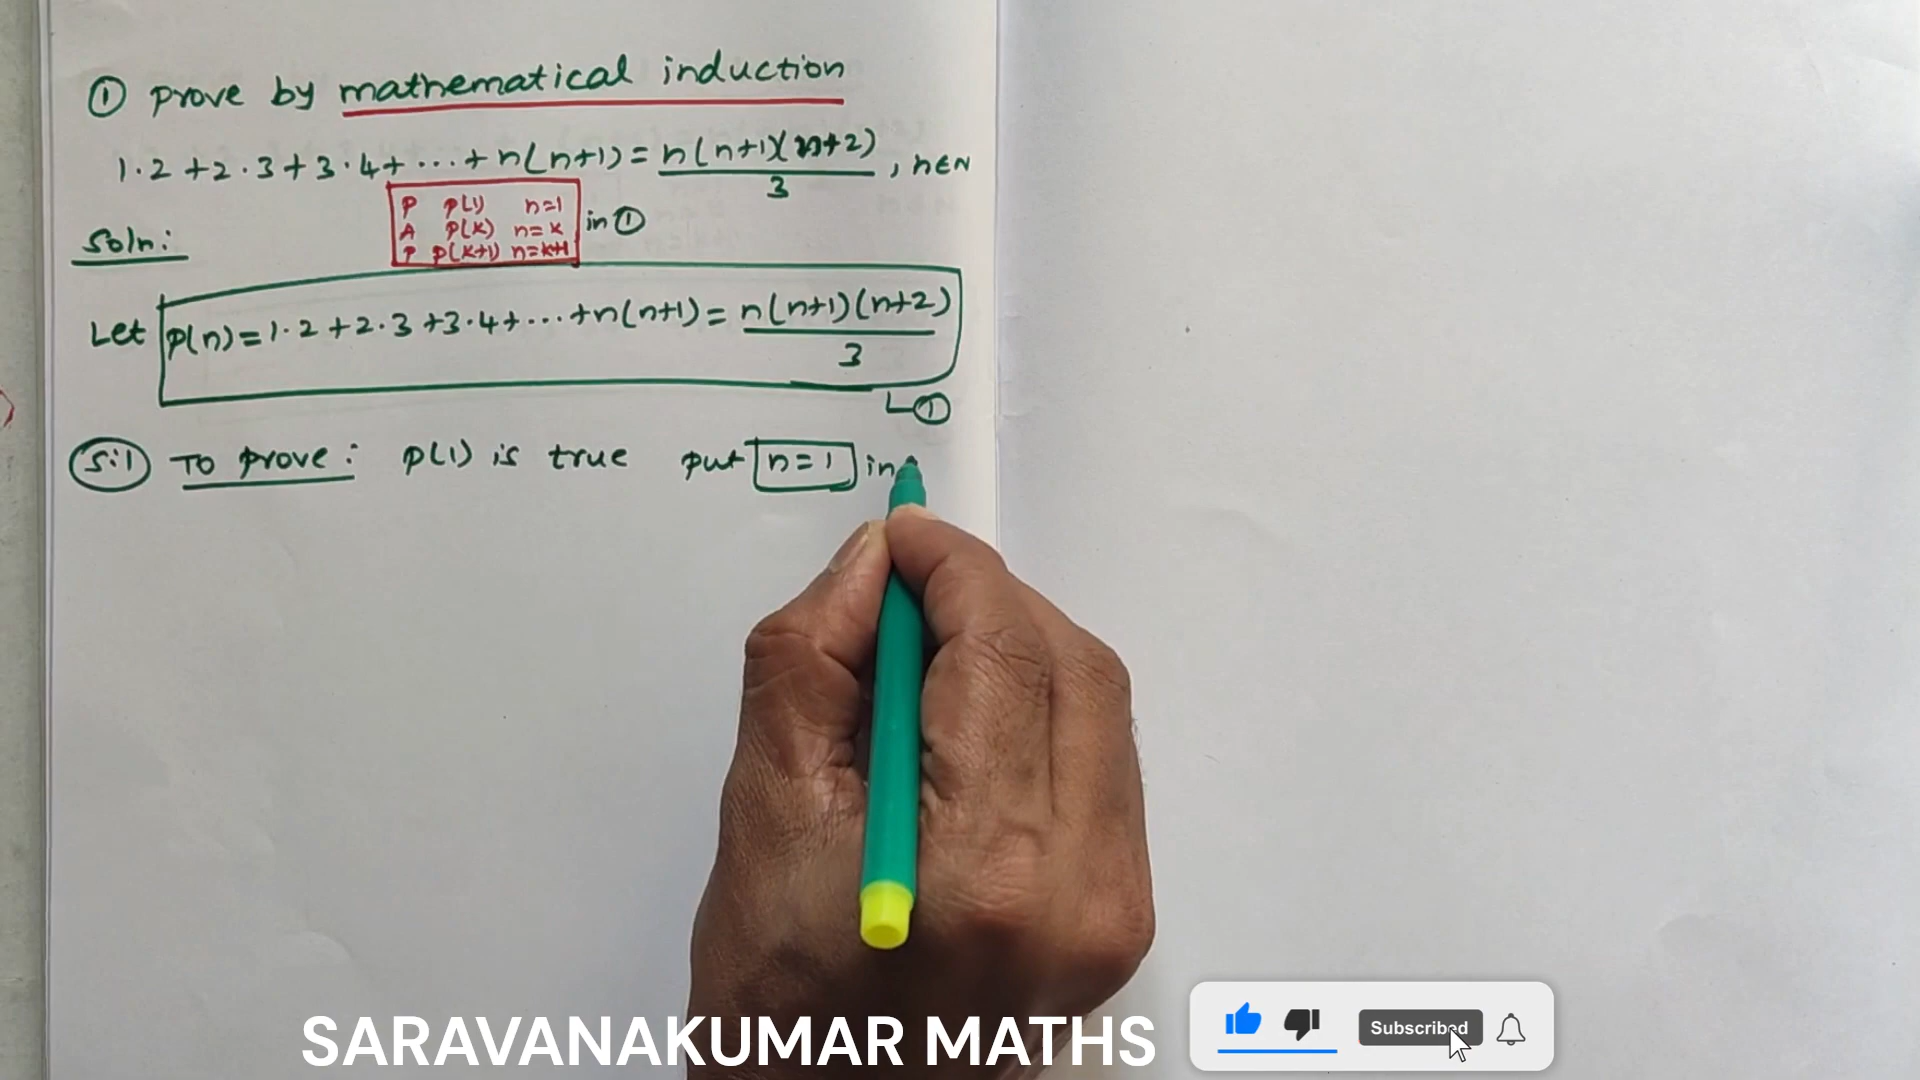 ① prove by mathematical induction
1·2+2·3+3·4+...+n(n+1) = n(n+1)(n+2)/3, n∈N
P p(1) n=1
A p(k) n=k in ①
P p(k+1) n=k+1
Soln:
Let p(n)=1·2+2·3+3·4+...+n(n+1) = n(n+1)(n+2)/3
①
S:1 To prove: p(1) is true put n=1 in
SARAVANAKUMAR MATHS
Subscribed